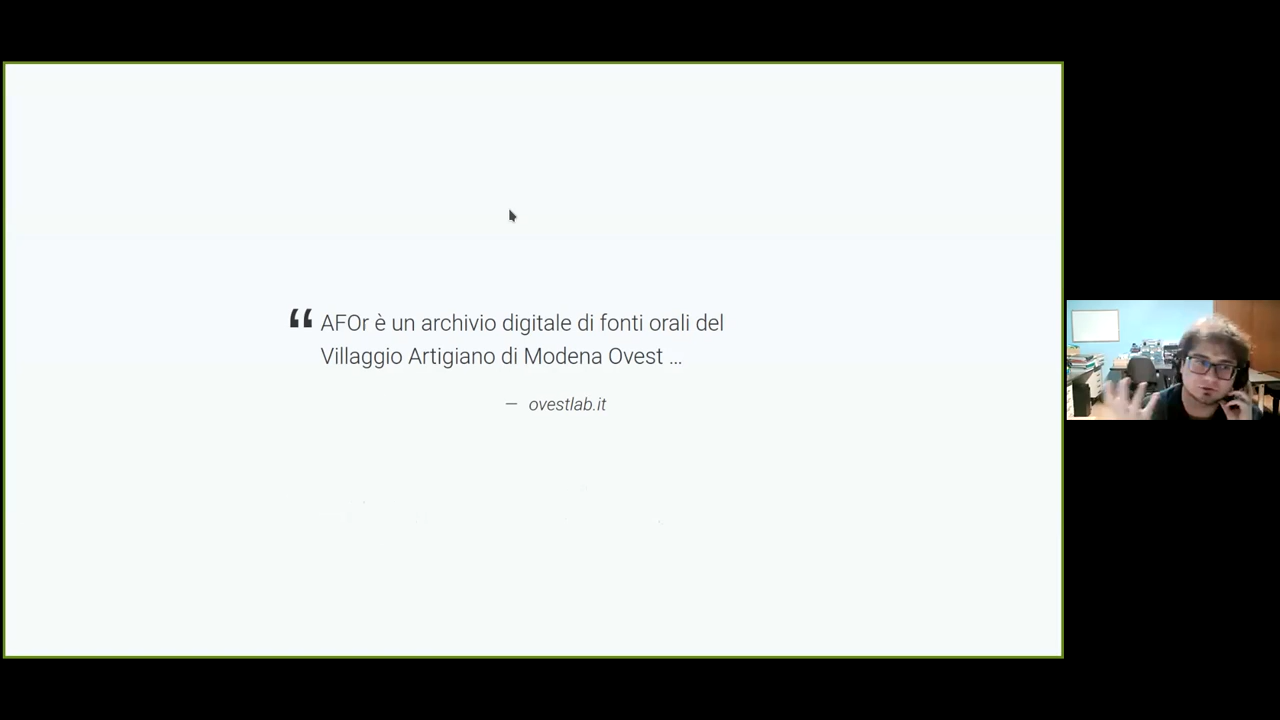 “ AFOr è un archivio digitale di fonti orali del
Villaggio Artigiano di Modena Ovest ...
— ovestlab.it